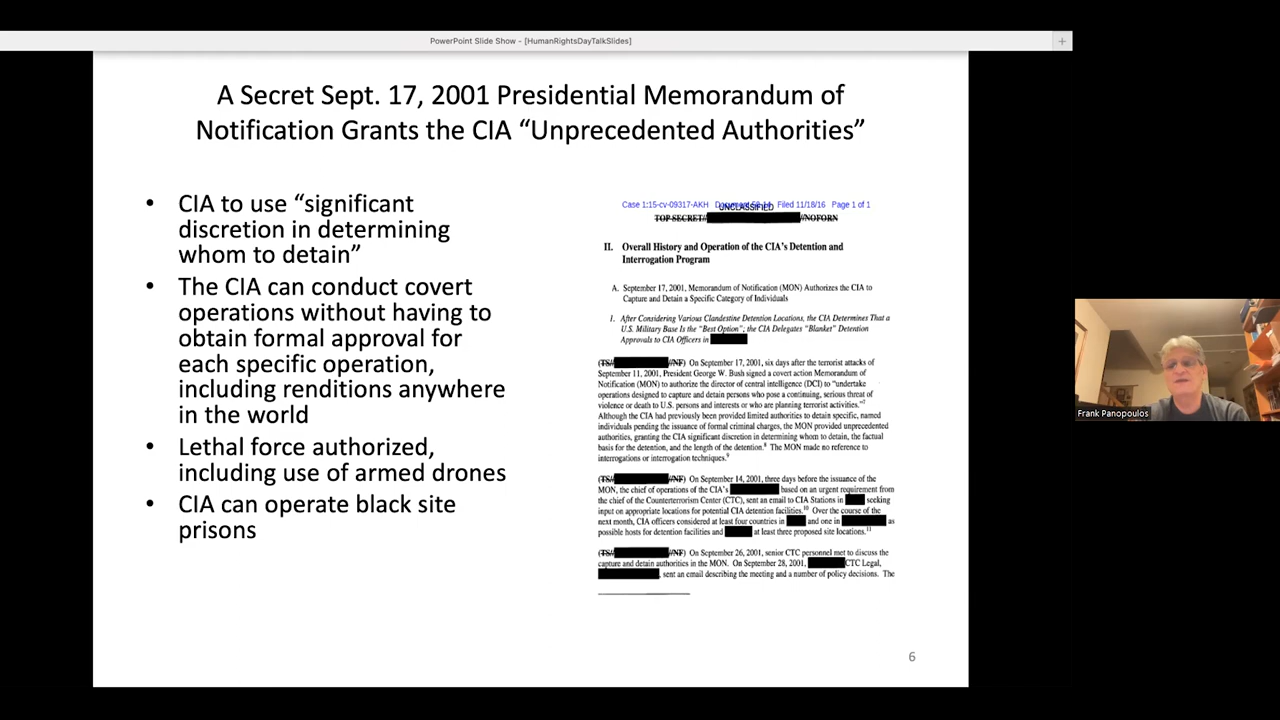 PowerPoint Slide Show - [HumanRightsDayTalkSlides]
A Secret Sept. 17, 2001 Presidential Memorandum of
Notification Grants the CIA “Unprecedented Authorities”
• CIA to use “significant
discretion in determining
whom to detain”
• The CIA can conduct covert
operations without having to
obtain formal approval for
each specific operation,
including renditions anywhere
in the world
• Lethal force authorized,
including use of armed drones
• CIA can operate black site
prisons
Case 1:15-cv-09317-AKH Filed 11/18/16 Page 1 of 1
UNCLASSIFIED
TOP SECRET// //NOFORN
II. Overall History and Operation of the CIA's Detention and
Interrogation Program
A. September 17, 2001, Memorandum of Notification (MON) Authorizes the CIA to
Capture and Detain a Specific Category of Individuals
1. After Considering Various Clandestine Detention Locations, the CIA Determines That a
U.S. Military Base Is the “Best Option”; the CIA Delegates “Blanket” Detention
Approvals to CIA Officers in
(TS// //NF) On September 17, 2001, six days after the terrorist attacks of
September 11, 2001, President George W. Bush signed a covert action Memorandum of
Notification (MON) to authorize the director of central intelligence (DCI) to “undertake
operations designed to capture and detain persons who pose a continuing, serious threat of
violence or death to U.S. persons and interests or who are planning terrorist activities.”7
Although the CIA had previously been provided limited authorities to detain specific, named
individuals pending the issuance of formal criminal charges, the MON provided unprecedented
authorities, granting the CIA significant discretion in determining whom to detain, the factual
basis for the detention, and the length of the detention.8 The MON made no reference to
interrogations or interrogation techniques.9
(TS// //NF) On September 14, 2001, three days before the issuance of the
MON, the chief of operations of the CIA's based on an urgent requirement from
the chief of the Counterterrorism Center (CTC), sent an email to CIA Stations in seeking
input on appropriate locations for potential CIA detention facilities.10 Over the course of the
next month, CIA officers considered at least four countries in and one in as
possible hosts for detention facilities and at least three proposed site locations.11
(TS// //NF) On September 26, 2001, senior CTC personnel met to discuss the
capture and detain authorities in the MON. On September 28, 2001, CTC Legal,
, sent an email describing the meeting and a number of policy decisions. The
6
Frank Panopoulos